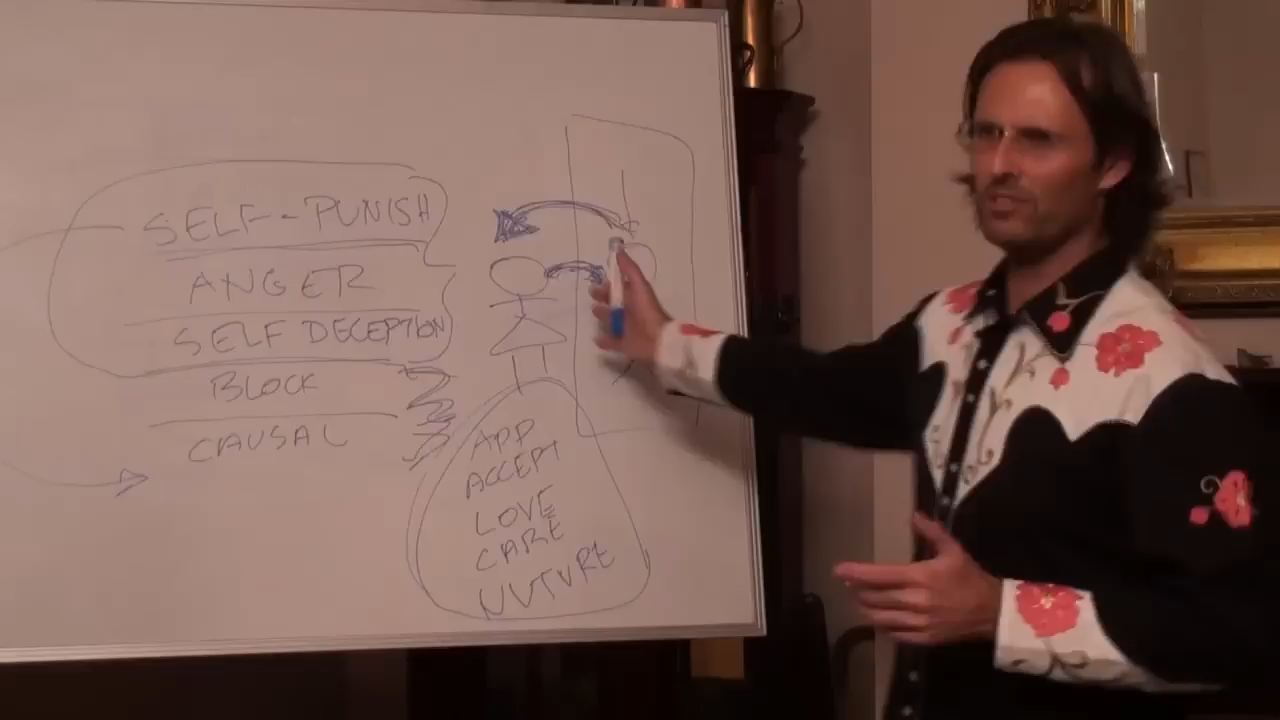 SELF--PUNISH
ANGER
SELF DECEPTION
BLOCK
CAUSAL
APP
ACCEPT
LOVE
CARE
NUTURE